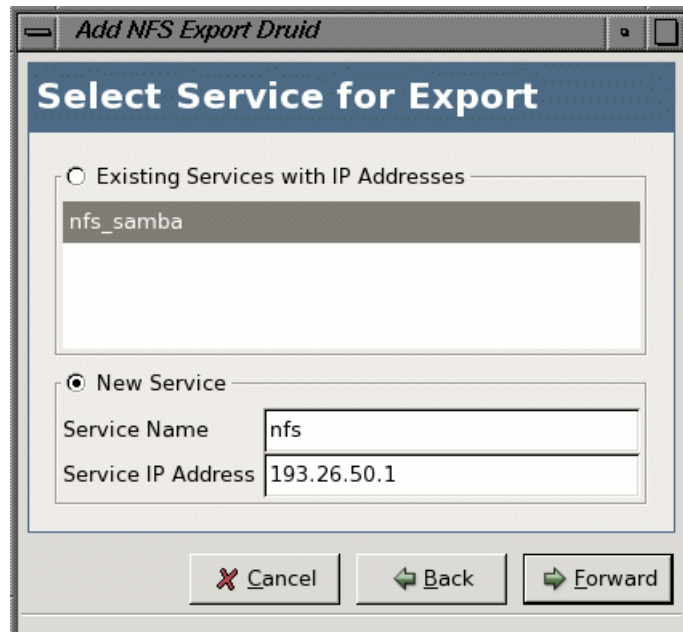 Add NFS Export Druid
Select Service for Export
Existing Services with IP Addresses
nfs_samba
New Service
Service Name nfs
Service IP Address 193.26.50.1
Cancel Back Forward